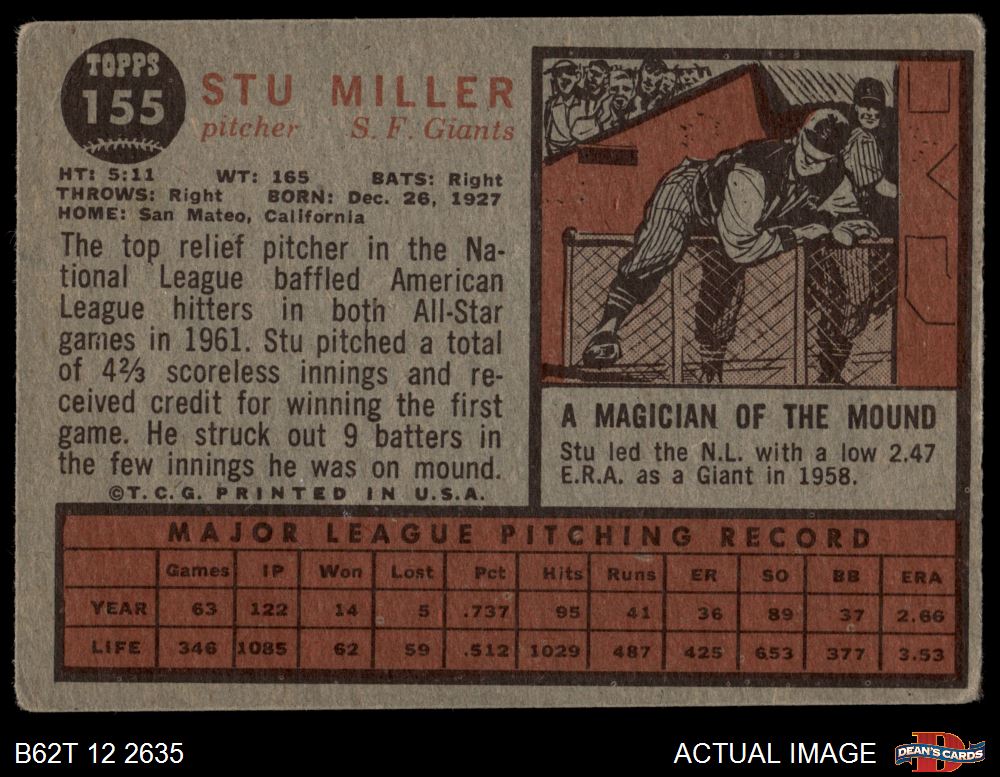 TOPPS
155
STU MILLER
pitcher S. F. Giants
HT: 5:11 WT: 165 BATS: Right
THROWS: Right BORN: Dec. 26, 1927
HOME: San Mateo, California
The top relief pitcher in the Na-
tional League baffled American
League hitters in both All-Star
games in 1961. Stu pitched a total
of 4⅔ scoreless innings and re-
ceived credit for winning the first
game. He struck out 9 batters in
the few innings he was on mound.
©T.C.G. PRINTED IN U.S.A.
A MAGICIAN OF THE MOUND
Stu led the N.L. with a low 2.47
E.R.A. as a Giant in 1958.
MAJOR LEAGUE PITCHING RECORD
Games IP Won Lost Pct Hits Runs ER SO BB ERA
YEAR 63 122 14 5 .737 95 41 36 89 37 2.66
LIFE 346 1085 62 59 .512 1029 487 425 653 377 3.53
B62T 12 2635 ACTUAL IMAGE DEAN'S CARDS